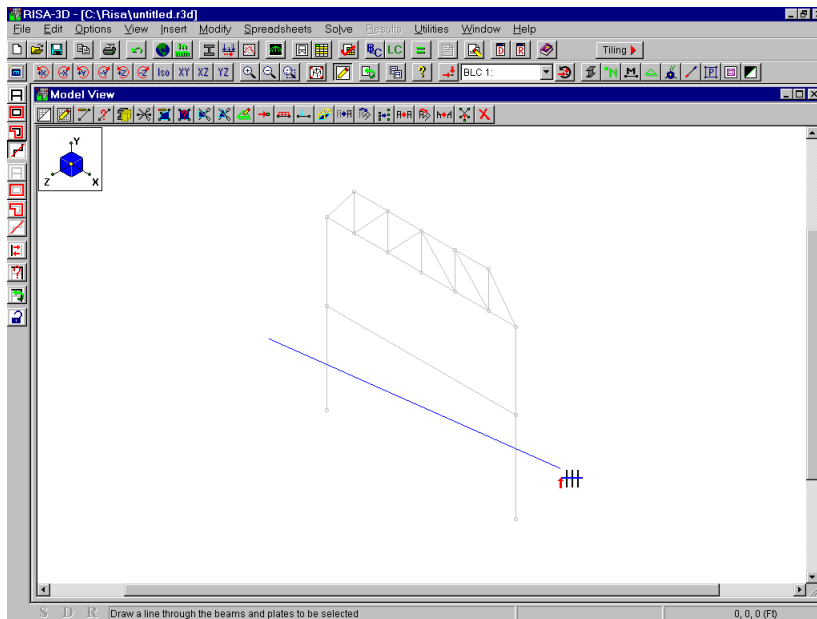 RISA-3D - [C:\Risa\untitled.r3d]
File Edit Options View Insert Modify Spreadsheets Solve Results Utilities Window Help
BC LC = D R ? Tiling
Iso XY XZ YZ ? BLC 1: N M P
Model View
Y
Z X
S D R Draw a line through the beams and plates to be selected 0, 0, 0 (Ft)